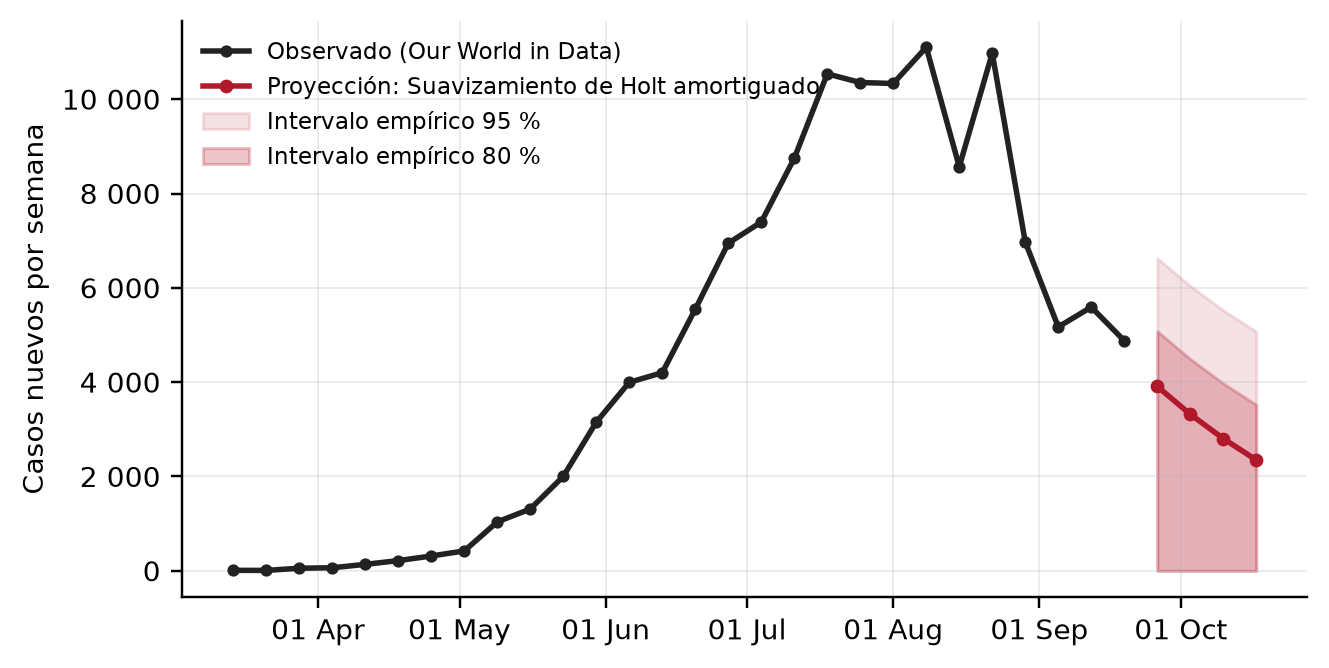 Observado (Our World in Data)
Proyección: Suavizamiento de Holt amortiguado
Intervalo empírico 95 %
Intervalo empírico 80 %
Casos nuevos por semana
10 000
8 000
6 000
4 000
2 000
0
01 Apr
01 May
01 Jun
01 Jul
01 Aug
01 Sep
01 Oct